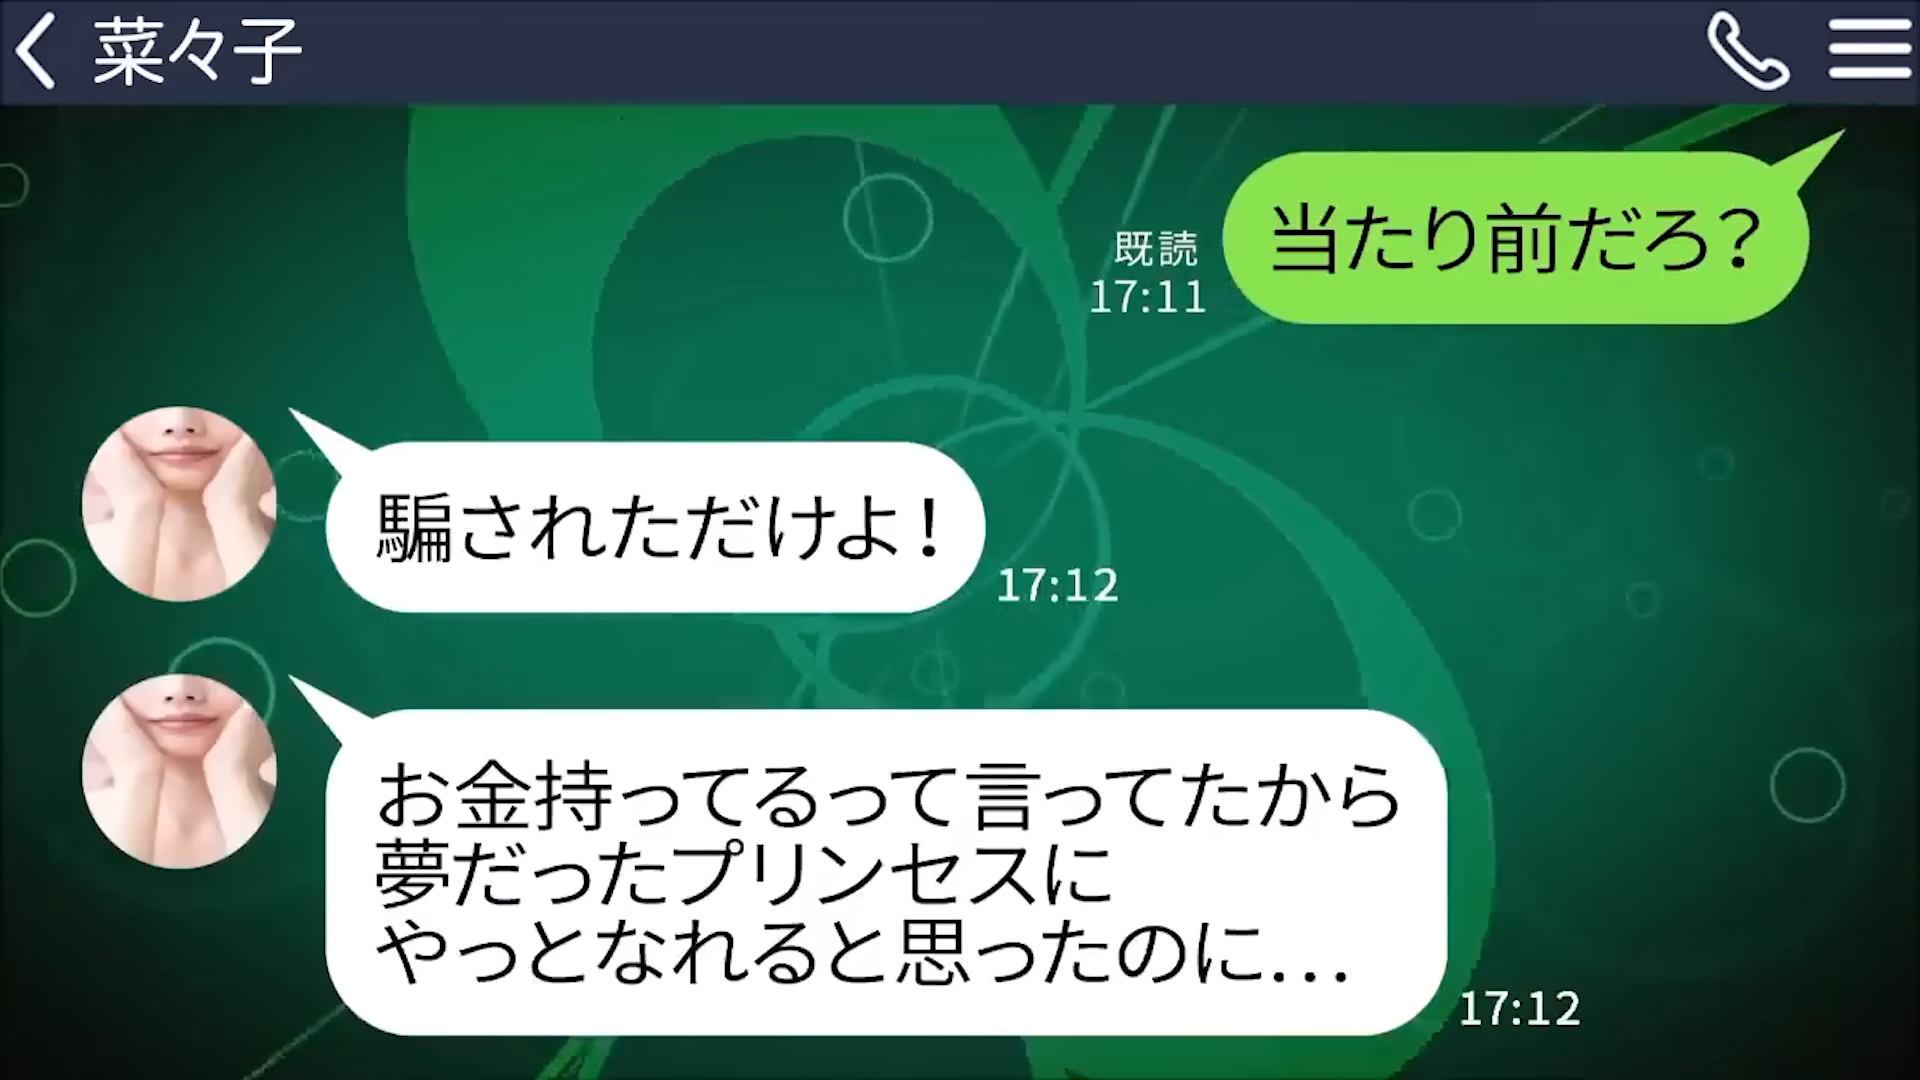 菜々子
当たり前だろ？
既読
17:11
騙されただけよ！
17:12
お金持ってるって言ってたから
夢だったプリンセスに
やっとなれると思ったのに…
17:12